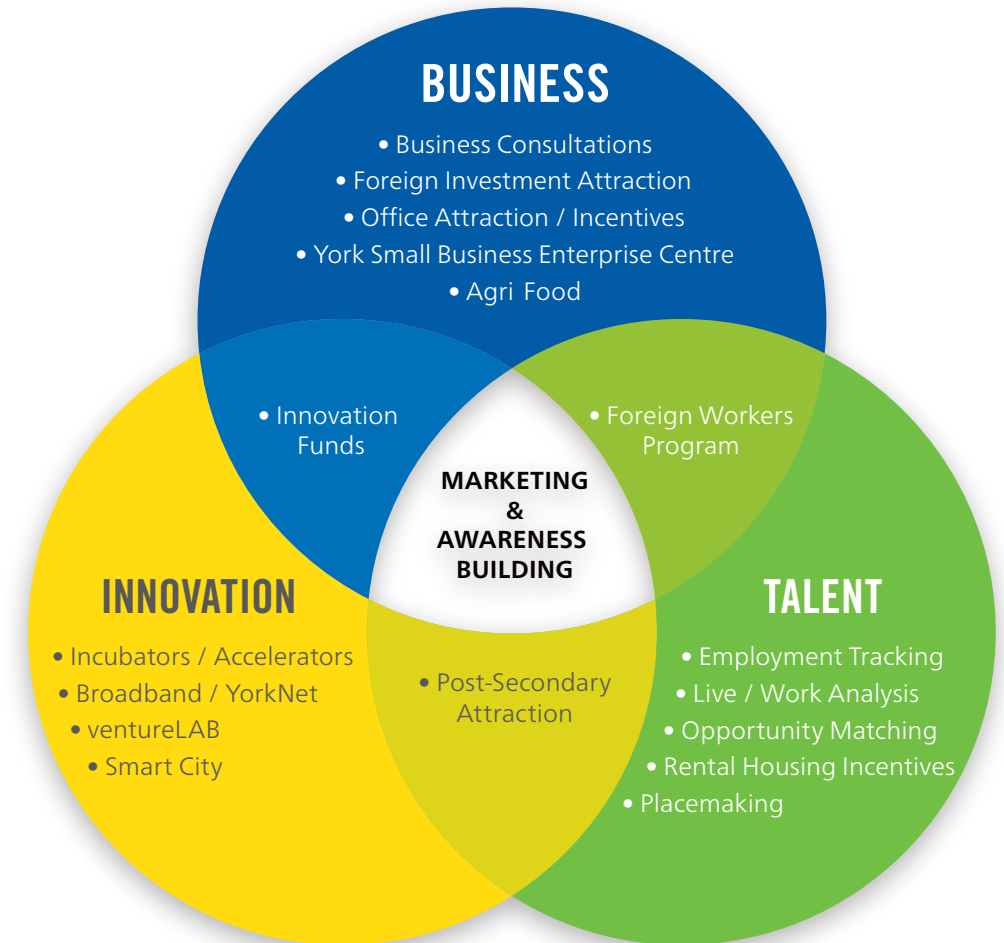 BUSINESS
• Business Consultations
• Foreign Investment Attraction
• Office Attraction / Incentives
• York Small Business Enterprise Centre
• Agri Food
• Innovation
Funds
• Foreign Workers
Program
MARKETING
&
AWARENESS
BUILDING
INNOVATION
• Incubators / Accelerators
• Broadband / YorkNet
• ventureLAB
• Smart City
• Post-Secondary
Attraction
TALENT
• Employment Tracking
• Live / Work Analysis
• Opportunity Matching
• Rental Housing Incentives
• Placemaking